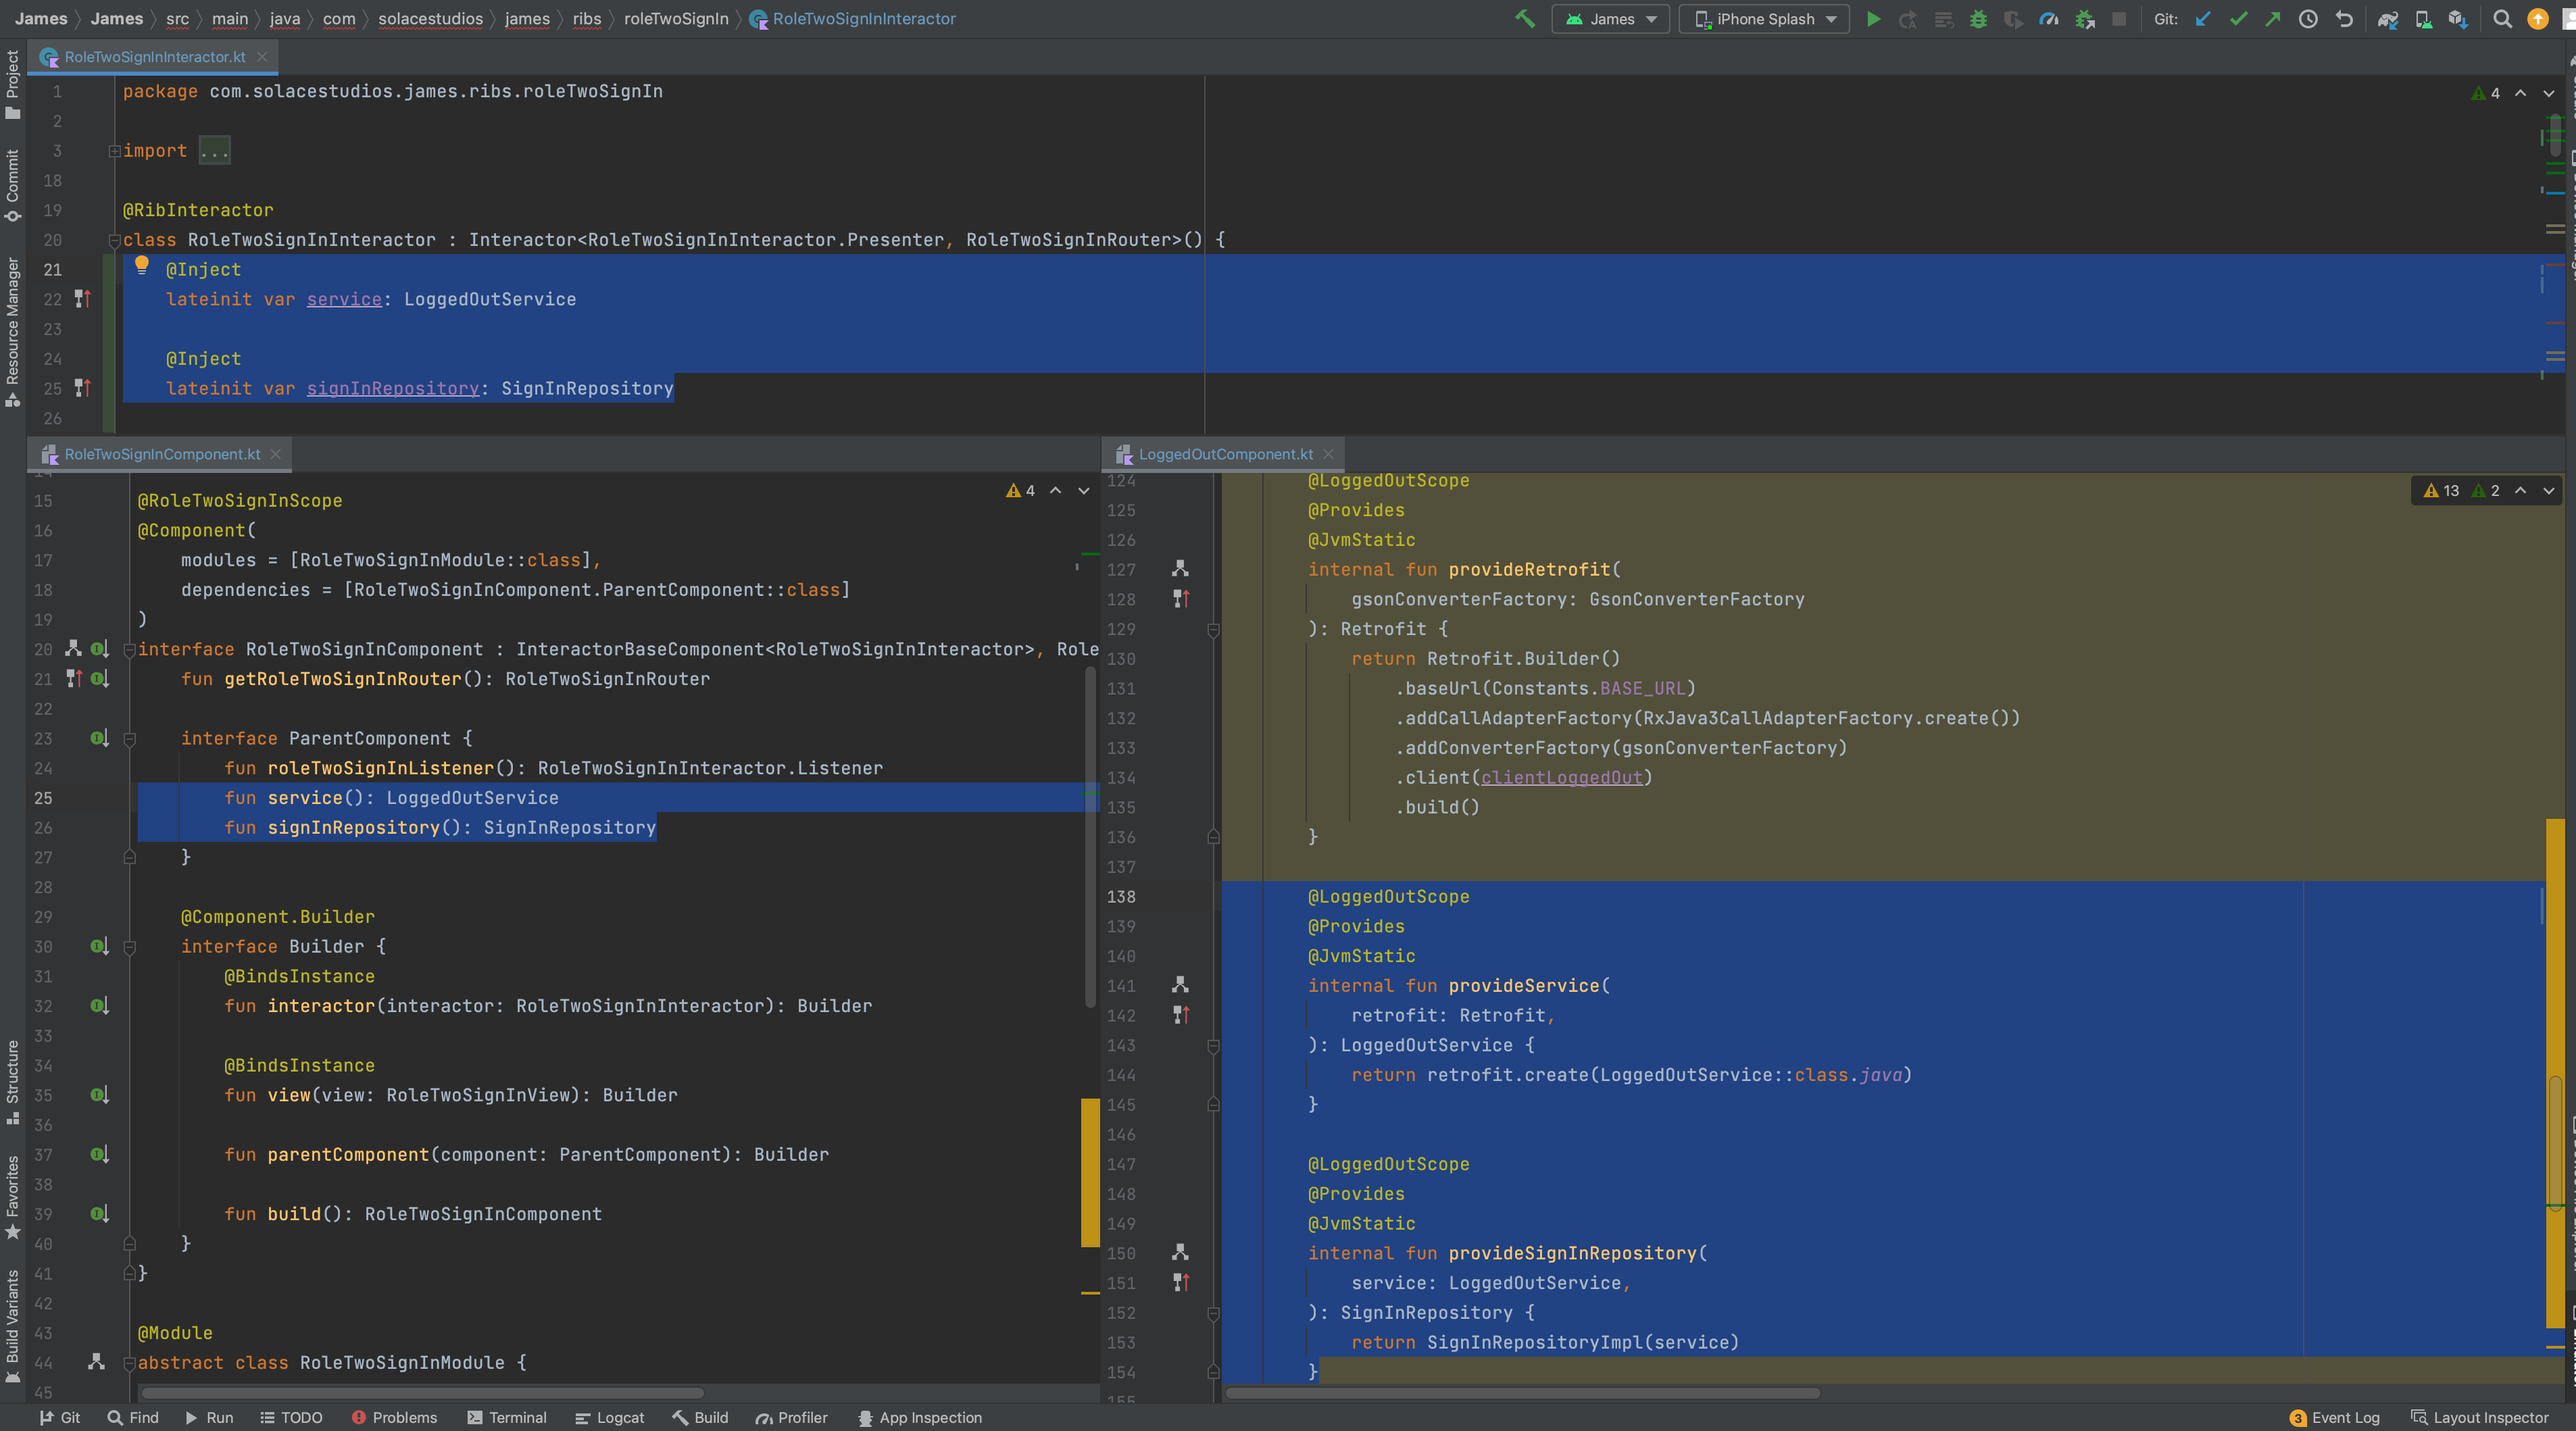 James James src main java com solacestudios james ribs roleTwoSignIn RoleTwoSignInInteractor James iPhone Splash Git:
RoleTwoSignInInteractor.kt
Project
Commit
Resource Manager
Structure
Favorites
Build Variants
1 package com.solacestudios.james.ribs.roleTwoSignIn
4
2
3 import ...
18
19 @RibInteractor
20 class RoleTwoSignInInteractor : Interactor<RoleTwoSignInInteractor.Presenter, RoleTwoSignInRouter>() {
21 @Inject
22 lateinit var service: LoggedOutService
23
24 @Inject
25 lateinit var signInRepository: SignInRepository
26
RoleTwoSignInComponent.kt
4
14
15 @RoleTwoSignInScope
16 @Component(
17 modules = [RoleTwoSignInModule::class],
18 dependencies = [RoleTwoSignInComponent.ParentComponent::class]
19 )
20 interface RoleTwoSignInComponent : InteractorBaseComponent<RoleTwoSignInInteractor>, Role
21 fun getRoleTwoSignInRouter(): RoleTwoSignInRouter
22
23 interface ParentComponent {
24 fun roleTwoSignInListener(): RoleTwoSignInInteractor.Listener
25 fun service(): LoggedOutService
26 fun signInRepository(): SignInRepository
27 }
28
29 @Component.Builder
30 interface Builder {
31 @BindsInstance
32 fun interactor(interactor: RoleTwoSignInInteractor): Builder
33
34 @BindsInstance
35 fun view(view: RoleTwoSignInView): Builder
36
37 fun parentComponent(component: ParentComponent): Builder
38
39 fun build(): RoleTwoSignInComponent
40 }
41 }
42
43 @Module
44 abstract class RoleTwoSignInModule {
45
LoggedOutComponent.kt
13 2
124 @LoggedOutScope
125 @Provides
126 @JvmStatic
127 internal fun provideRetrofit(
128 gsonConverterFactory: GsonConverterFactory
129 ): Retrofit {
130 return Retrofit.Builder()
131 .baseUrl(Constants.BASE_URL)
132 .addCallAdapterFactory(RxJava3CallAdapterFactory.create())
133 .addConverterFactory(gsonConverterFactory)
134 .client(clientLoggedOut)
135 .build()
136 }
137
138 @LoggedOutScope
139 @Provides
140 @JvmStatic
141 internal fun provideService(
142 retrofit: Retrofit,
143 ): LoggedOutService {
144 return retrofit.create(LoggedOutService::class.java)
145 }
146
147 @LoggedOutScope
148 @Provides
149 @JvmStatic
150 internal fun provideSignInRepository(
151 service: LoggedOutService,
152 ): SignInRepository {
153 return SignInRepositoryImpl(service)
154 }
155
Git Find Run TODO Problems Terminal Logcat Build Profiler App Inspection 3 Event Log Layout Inspector